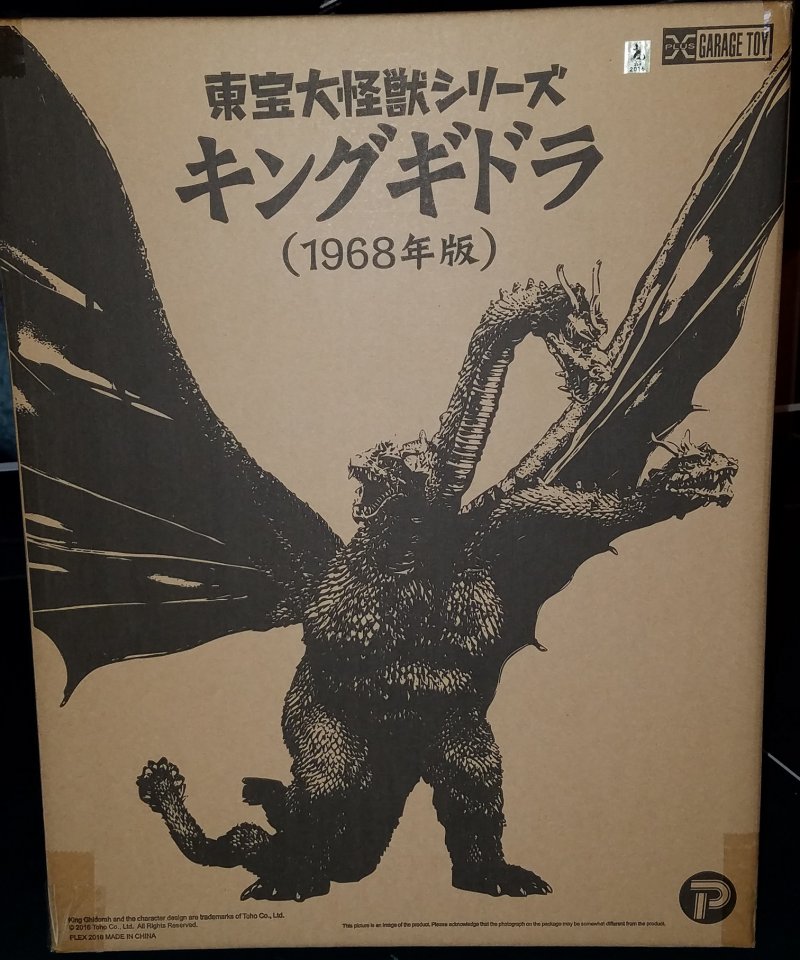 X PLUS GARAGE TOY
2016
東宝大怪獣シリーズ
キングギドラ
(1968年版)
King Ghidorah and the character design are trademarks of Toho Co., Ltd.
© 2016 Toho Co., Ltd. All Rights Reserved.
PLEX 2016 MADE IN CHINA
This picture is an image of the product. Please acknowledge that the photograph on the package may be somewhat different from the product.
P